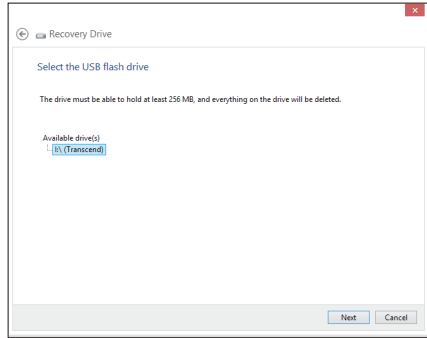 Recovery Drive
Select the USB flash drive
The drive must be able to hold at least 256 MB, and everything on the drive will be deleted.
Available drive(s)
I:\ (Transcend)
Next Cancel